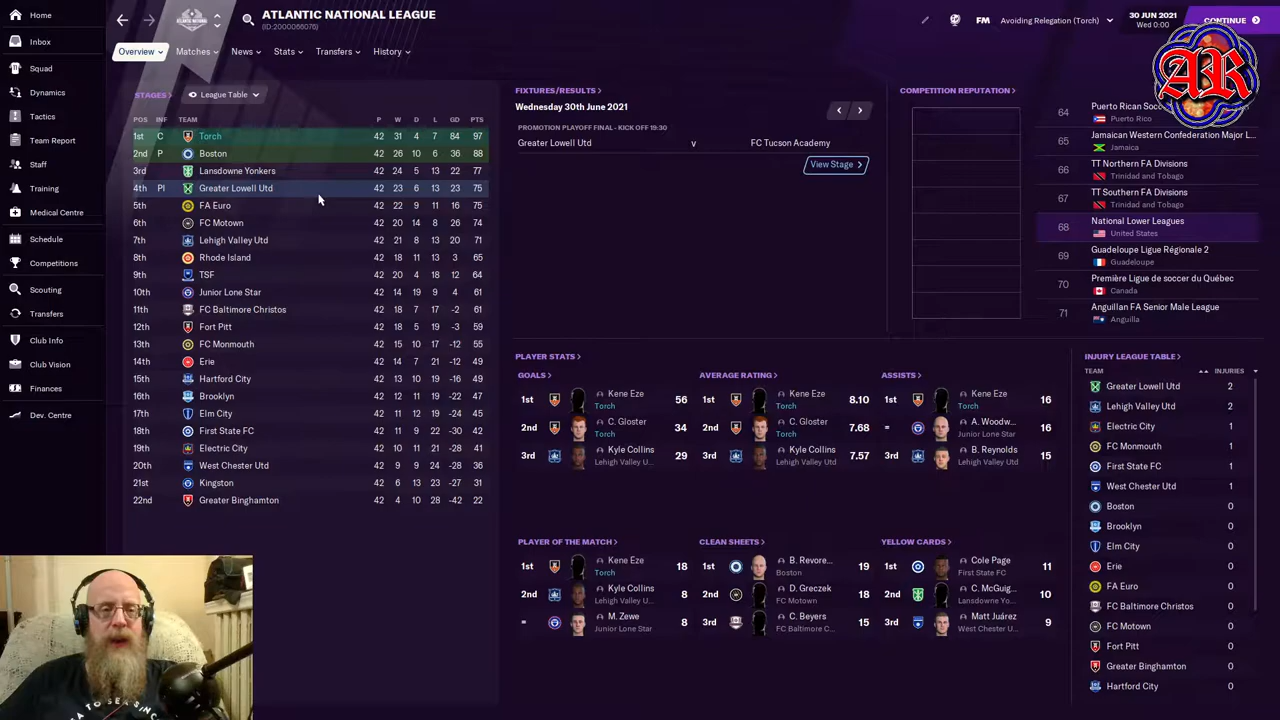 Home
Inbox
Squad
Dynamics
Tactics
Team Report
Staff
Training
Medical Centre
Schedule
Competitions
Scouting
Transfers
Club Info
Club Vision
Finances
Dev. Centre
ATLANTIC NATIONAL LEAGUE
(ID:2000066076)
FM Avoiding Relegation (Torch)
30 JUN 2021
Wed 0:00
CONTINUE
AR
Overview Matches News Stats Transfers History
STAGES League Table
POS INF TEAM P W D L GD PTS
1st C Torch 42 31 4 7 84 97
2nd P Boston 42 26 10 6 36 88
3rd Lansdowne Yonkers 42 24 5 13 22 77
4th Pl Greater Lowell Utd 42 23 6 13 23 75
5th FA Euro 42 22 9 11 16 75
6th FC Motown 42 20 14 8 26 74
7th Lehigh Valley Utd 42 21 8 13 20 71
8th Rhode Island 42 18 11 13 3 65
9th TSF 42 20 4 18 12 64
10th Junior Lone Star 42 14 19 9 4 61
11th FC Baltimore Christos 42 18 7 17 -2 61
12th Fort Pitt 42 18 5 19 -3 59
13th FC Monmouth 42 15 10 17 -12 55
14th Erie 42 14 7 21 -12 49
15th Hartford City 42 13 10 19 -16 49
16th Brooklyn 42 12 11 19 -22 47
17th Elm City 42 11 12 19 -24 45
18th First State FC 42 11 9 22 -30 42
19th Electric City 42 10 11 21 -28 41
20th West Chester Utd 42 9 9 24 -28 36
21st Kingston 42 6 13 23 -27 31
22nd Greater Binghamton 42 4 10 28 -42 22
FIXTURES/RESULTS
Wednesday 30th June 2021
PROMOTION PLAYOFF FINAL - KICK OFF 19:30
Greater Lowell Utd v FC Tucson Academy
View Stage
COMPETITION REPUTATION
64 Puerto Rican Soc
Puerto Rico
65 Jamaican Western Confederation Major L...
Jamaica
66 TT Northern FA Divisions
Trinidad and Tobago
67 TT Southern FA Divisions
Trinidad and Tobago
68 National Lower Leagues
United States
69 Guadeloupe Ligue Régionale 2
Guadeloupe
70 Première Ligue de soccer du Québec
Canada
71 Anguillan FA Senior Male League
Anguilla
PLAYER STATS
GOALS
1st Kene Eze 56
Torch
2nd C. Gloster 34
Torch
3rd Kyle Collins 29
Lehigh Valley U...
AVERAGE RATING
1st Kene Eze 8.10
Torch
2nd C. Gloster 7.68
Torch
3rd Kyle Collins 7.57
Lehigh Valley Utd
ASSISTS
1st Kene Eze 16
Torch
= A. Woodw... 16
Junior Lone Star
3rd B. Reynolds 15
Lehigh Valley Utd
PLAYER OF THE MATCH
1st Kene Eze 18
Torch
2nd Kyle Collins 8
Lehigh Valley U...
= M. Zewe 8
Junior Lone Star
CLEAN SHEETS
1st B. Revore... 19
Boston
2nd D. Greczek 18
FC Motown
3rd C. Beyers 15
FC Baltimore C...
YELLOW CARDS
1st Cole Page 11
First State FC
2nd C. McGuig... 10
Lansdowne Yo...
3rd Matt Juárez 9
West Chester U...
INJURY LEAGUE TABLE
TEAM INJURIES
Greater Lowell Utd 2
Lehigh Valley Utd 2
Electric City 1
FC Monmouth 1
First State FC 1
West Chester Utd 1
Boston 0
Brooklyn 0
Elm City 0
Erie 0
FA Euro 0
FC Baltimore Christos 0
FC Motown 0
Fort Pitt 0
Greater Binghamton 0
Hartford City 0